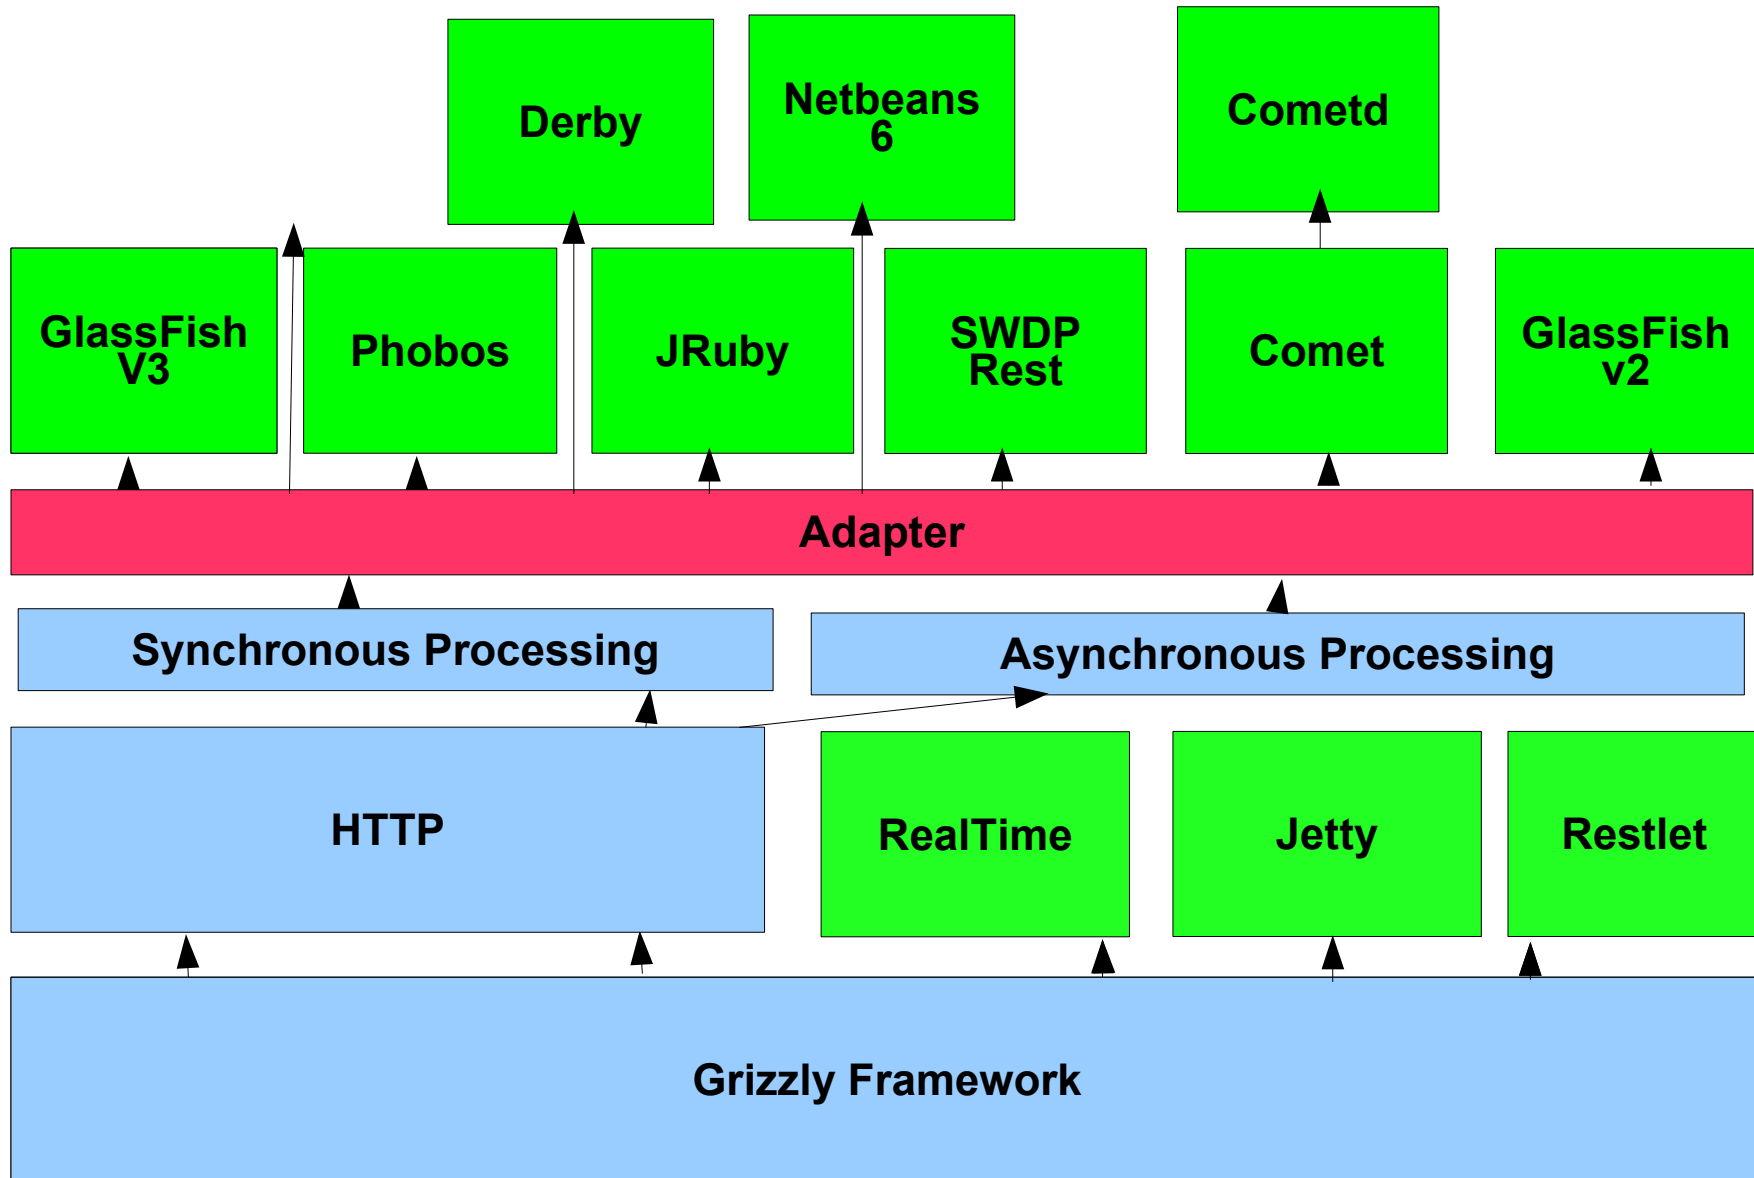 Derby
Netbeans
6
Cometd
GlassFish
V3
Phobos
JRuby
SWDP
Rest
Comet
GlassFish
v2
Adapter
Synchronous Processing
Asynchronous Processing
HTTP
RealTime
Jetty
Restlet
Grizzly Framework